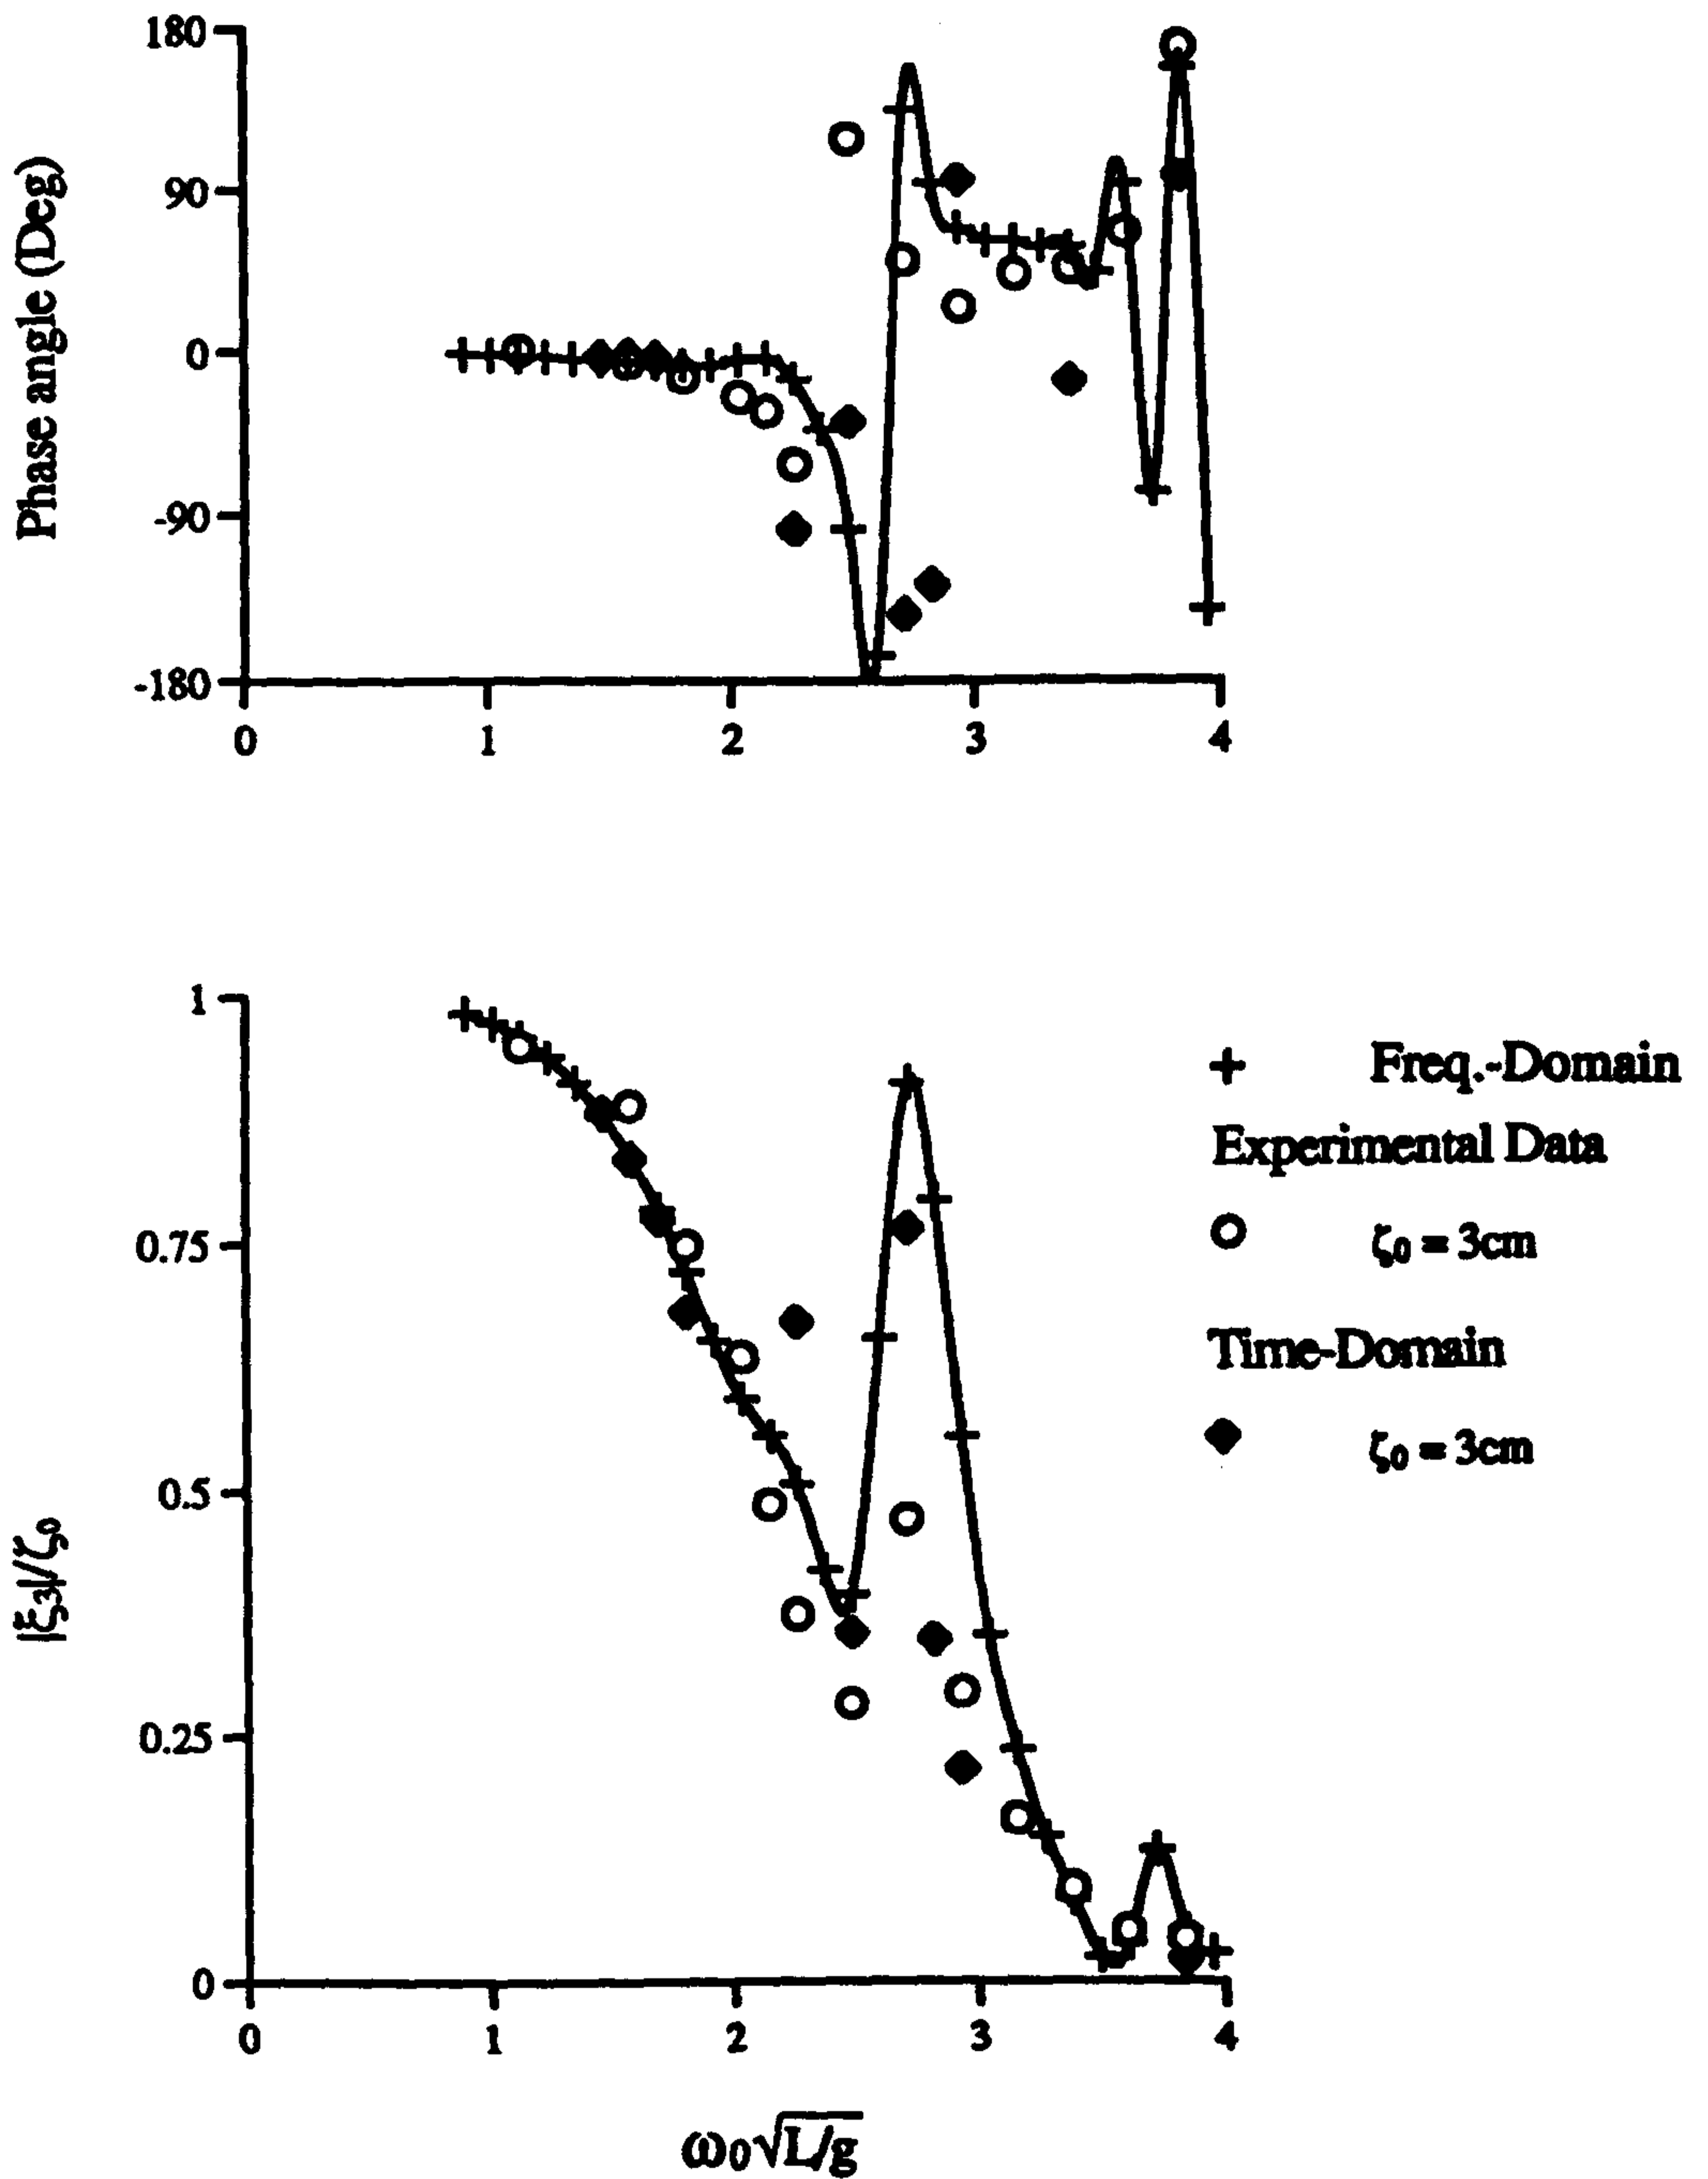 180
90
0
-90
-180
Phase angle (Deg)
0 1 2 3 4
1
0.75
0.5
0.25
0
|ξ₃|/ζ₀
0 1 2 3 4
ω₀√L/g
+ Freq.-Domain
Experimental Data
ζ₀ = 3cm
Time-Domain
ζ₀ = 3cm